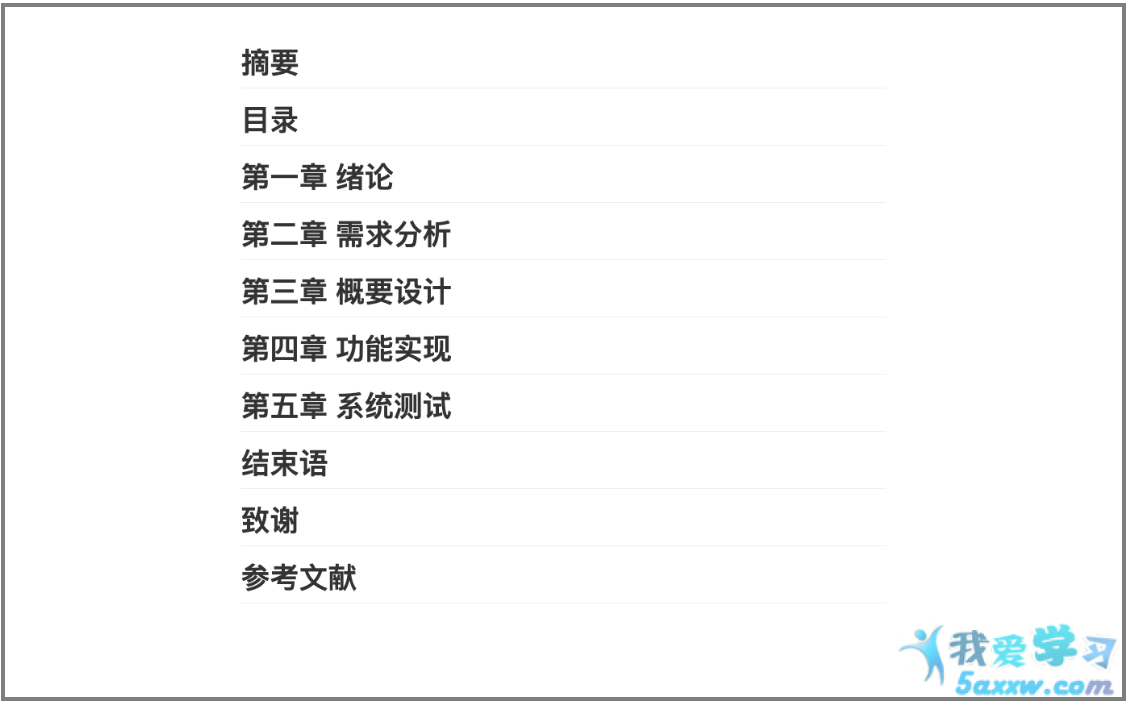 摘要
目录
第一章 绪论
第二章 需求分析
第三章 概要设计
第四章 功能实现
第五章 系统测试
结束语
致谢
参考文献
我爱学习
5axxw.com